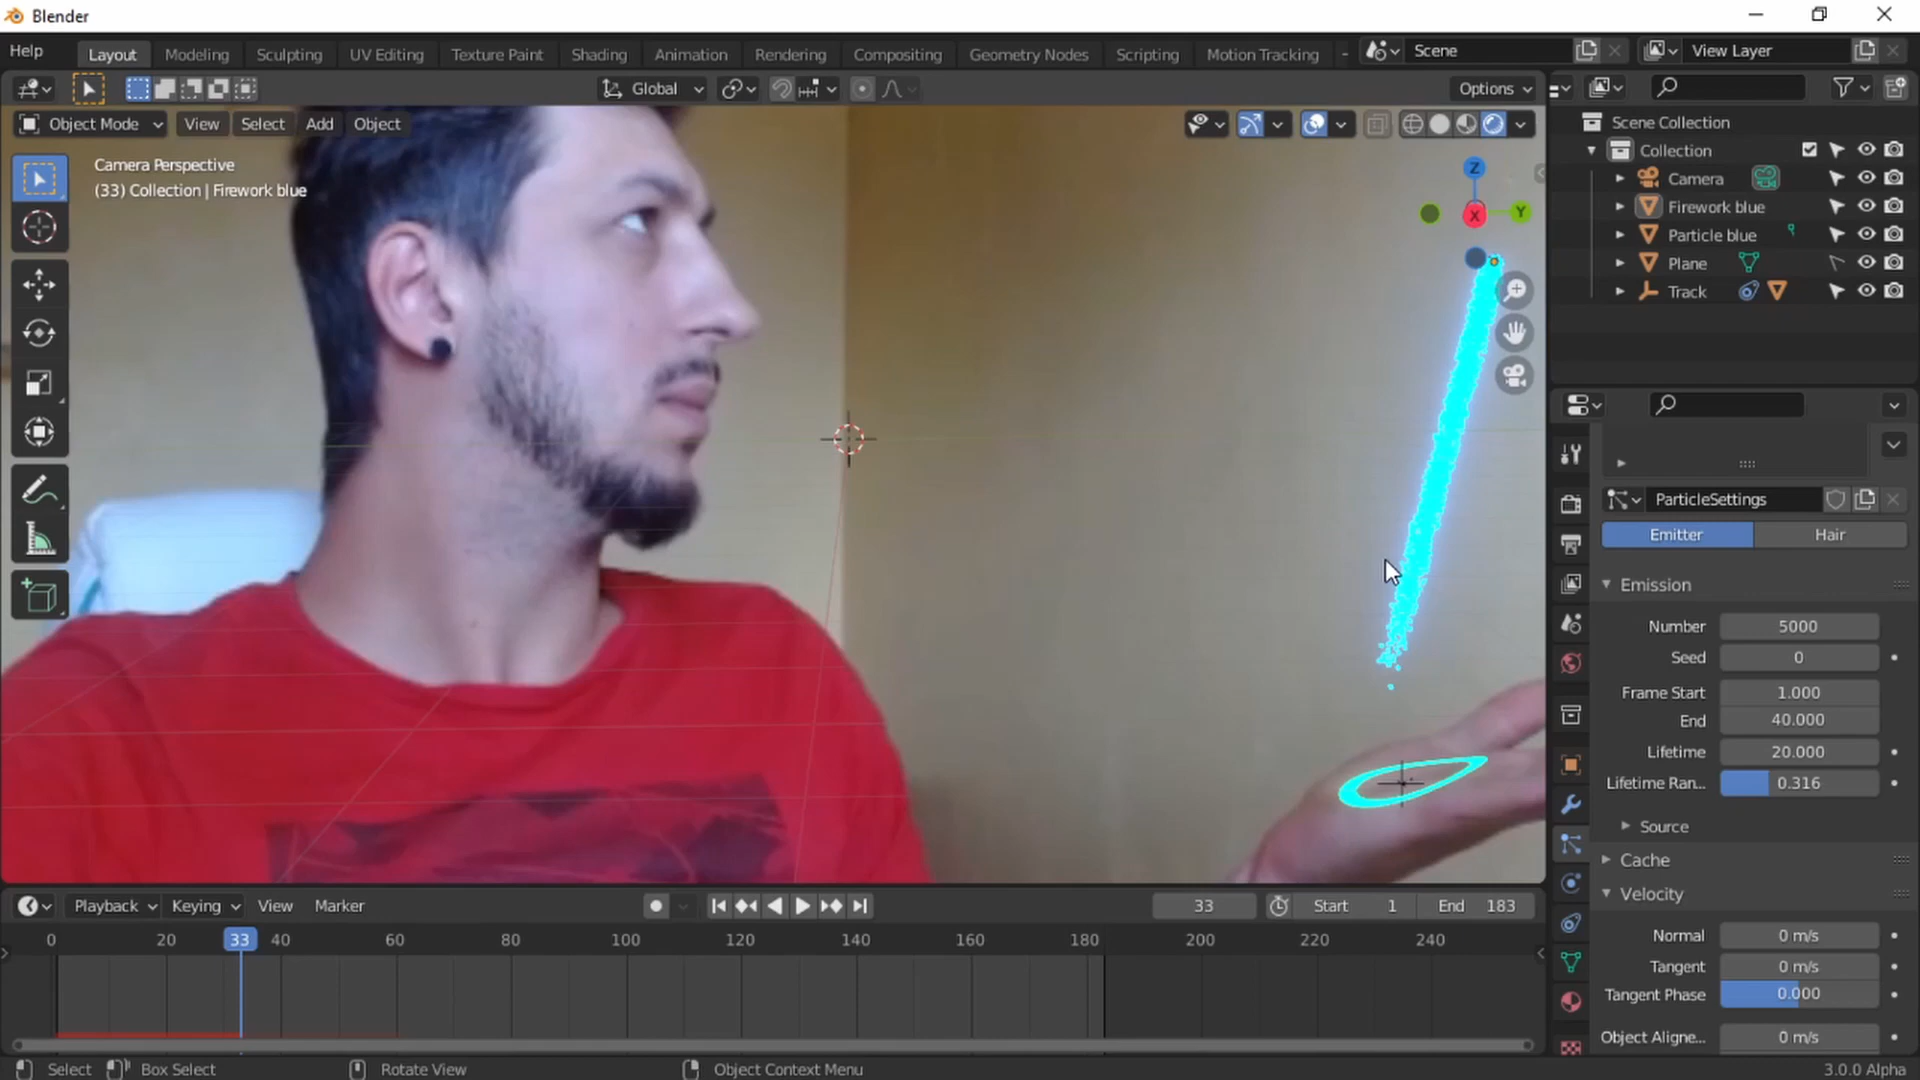 Blender
Help
Layout
Modeling
Sculpting
UV Editing
Texture Paint
Shading
Animation
Rendering
Compositing
Geometry Nodes
Scripting
Motion Tracking
Scene
View Layer
Global
Options
Object Mode
View
Select
Add
Object
Camera Perspective
(33) Collection | Firework blue
Z
X
Y
Scene Collection
Collection
Camera
Firework blue
Particle blue
Plane
Track
ParticleSettings
Emitter
Hair
Emission
Number 5000
Seed 0
Frame Start 1.000
End 40.000
Lifetime 20.000
Lifetime Ran... 0.316
Source
Cache
Velocity
Normal 0 m/s
Tangent 0 m/s
Tangent Phase 0.000
Object Aligne... 0 m/s
Playback
Keying
View
Marker
33
Start 1
End 183
0 20 33 40 60 80 100 120 140 160 180 200 220 240
Select
Box Select
Rotate View
Object Context Menu
3.0.0 Alpha